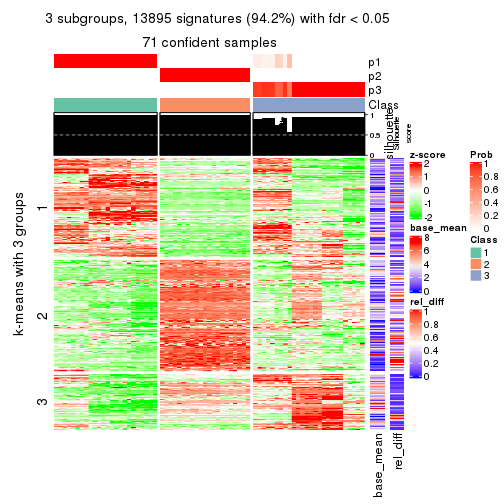 3 subgroups, 13895 signatures (94.2%) with fdr < 0.05
71 confident samples
p1
p2
p3
Class
1
0.5
0
silhouette
Silhouette
score
k-means with 3 groups
1
2
3
base_mean
rel_diff
z-score
2
1
0
-1
-2
base_mean
8
6
4
2
0
rel_diff
1
0.8
0.6
0.4
0.2
0
Prob
1
0.8
0.6
0.4
0.2
0
Class
1
2
3